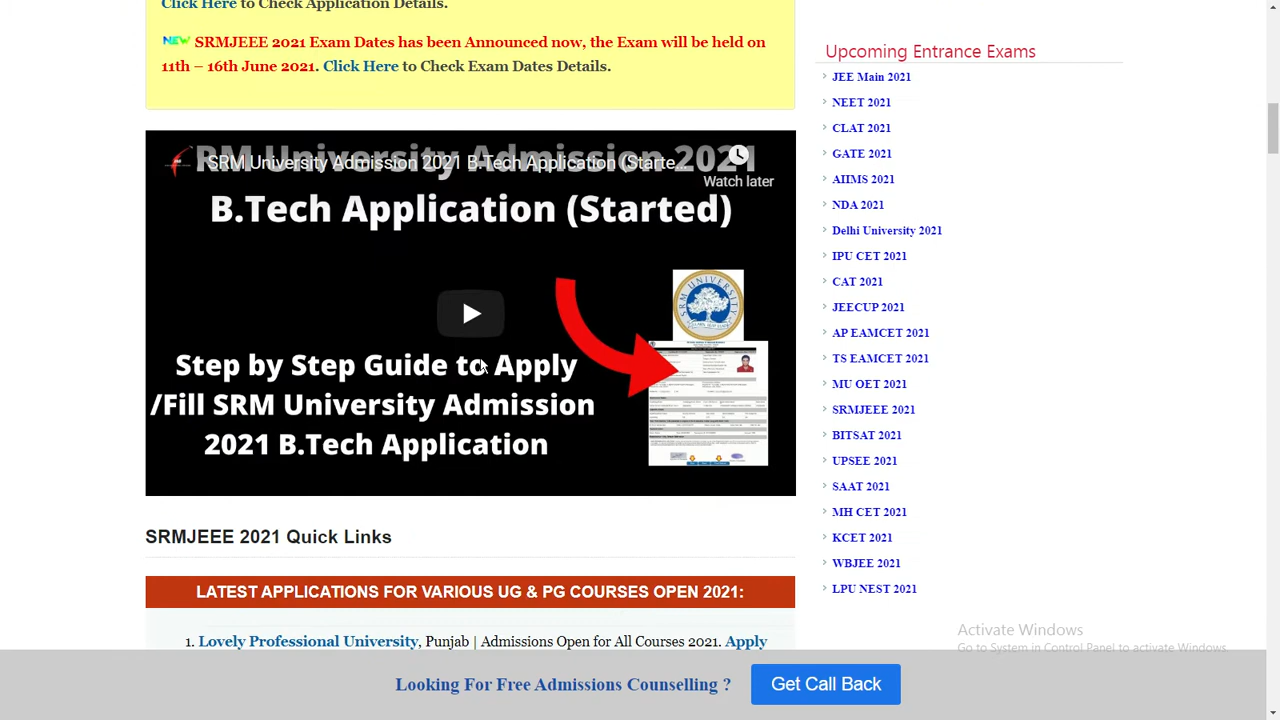 Click Here to Check Application Details.
NEW SRMJEEE 2021 Exam Dates has been Announced now, the Exam will be held on
11th – 16th June 2021. Click Here to Check Exam Dates Details.
RM University Admission 2021
SRM University Admission 2021 B.Tech Application (Starte...
Watch later
B.Tech Application (Started)
SRM UNIVERSITY
Step by Step Guide to Apply
/Fill SRM University Admission
2021 B.Tech Application
SRMJEEE 2021 Quick Links
LATEST APPLICATIONS FOR VARIOUS UG & PG COURSES OPEN 2021:
1. Lovely Professional University, Punjab | Admissions Open for All Courses 2021. Apply
Upcoming Entrance Exams
JEE Main 2021
NEET 2021
CLAT 2021
GATE 2021
AIIMS 2021
NDA 2021
Delhi University 2021
IPU CET 2021
CAT 2021
JEECUP 2021
AP EAMCET 2021
TS EAMCET 2021
MU OET 2021
SRMJEEE 2021
BITSAT 2021
UPSEE 2021
SAAT 2021
MH CET 2021
KCET 2021
WBJEE 2021
LPU NEST 2021
Activate Windows
Go to System in Control Panel to activate Windows.
Looking For Free Admissions Counselling ?
Get Call Back